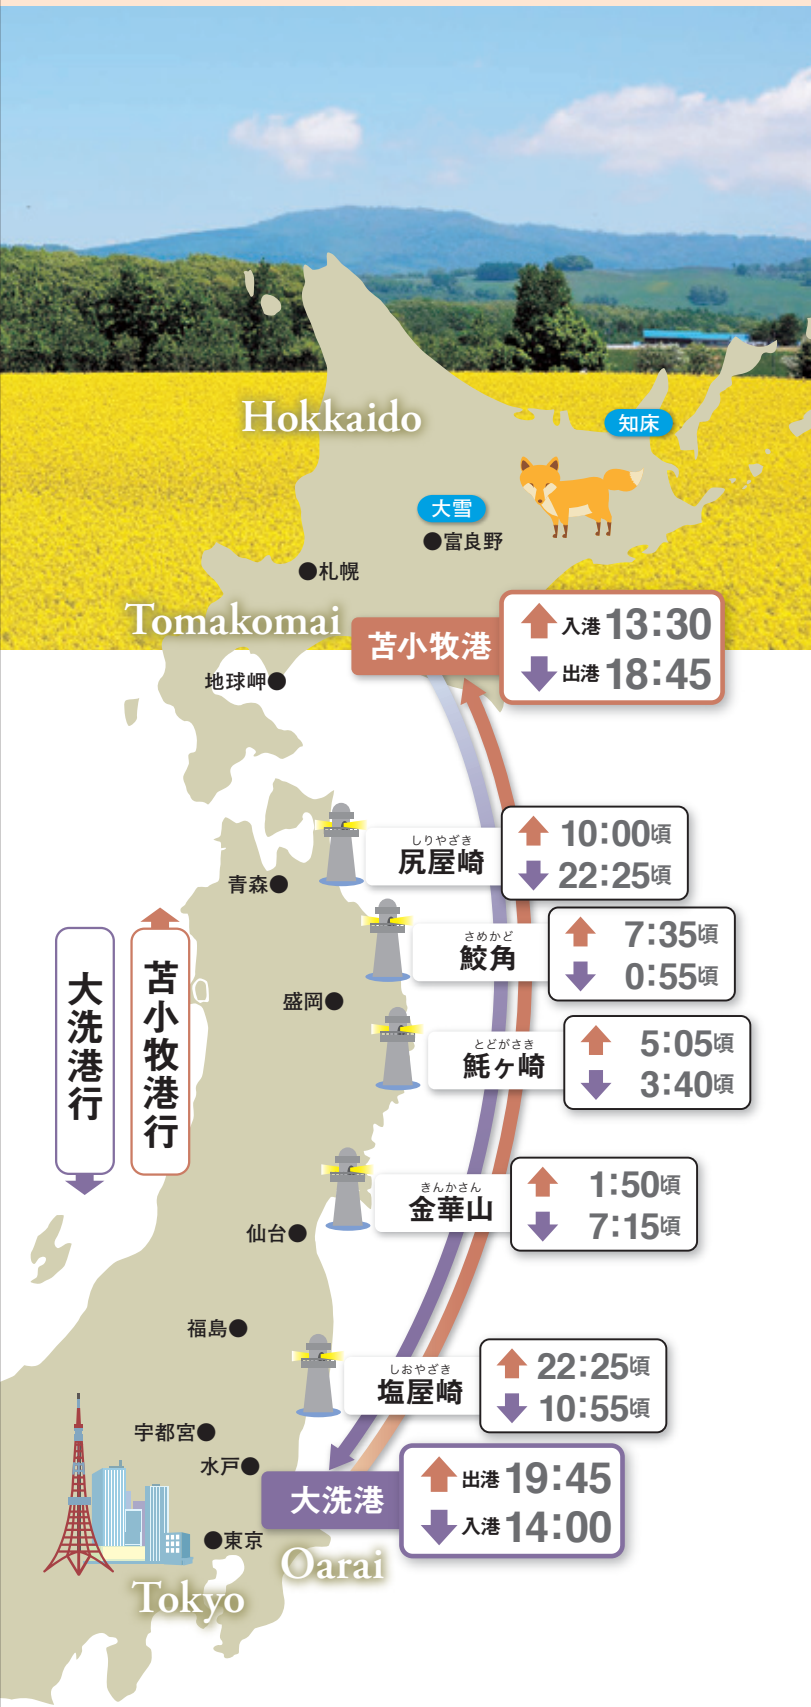 Hokkaido
知床
大雪
●富良野
●札幌
Tomakomai
苫小牧港
入港 13:30
出港 18:45
地球岬●
しりやざき
尻屋崎
10:00頃
22:25頃
青森●
さめかど
鮫角
7:35頃
0:55頃
大洗港行
苫小牧港行
盛岡●
とどがさき
魹ヶ崎
5:05頃
3:40頃
きんかさん
金華山
1:50頃
7:15頃
仙台●
福島●
しおやざき
塩屋崎
22:25頃
10:55頃
宇都宮●
水戸●
大洗港
出港 19:45
入港 14:00
●東京
Oarai
Tokyo